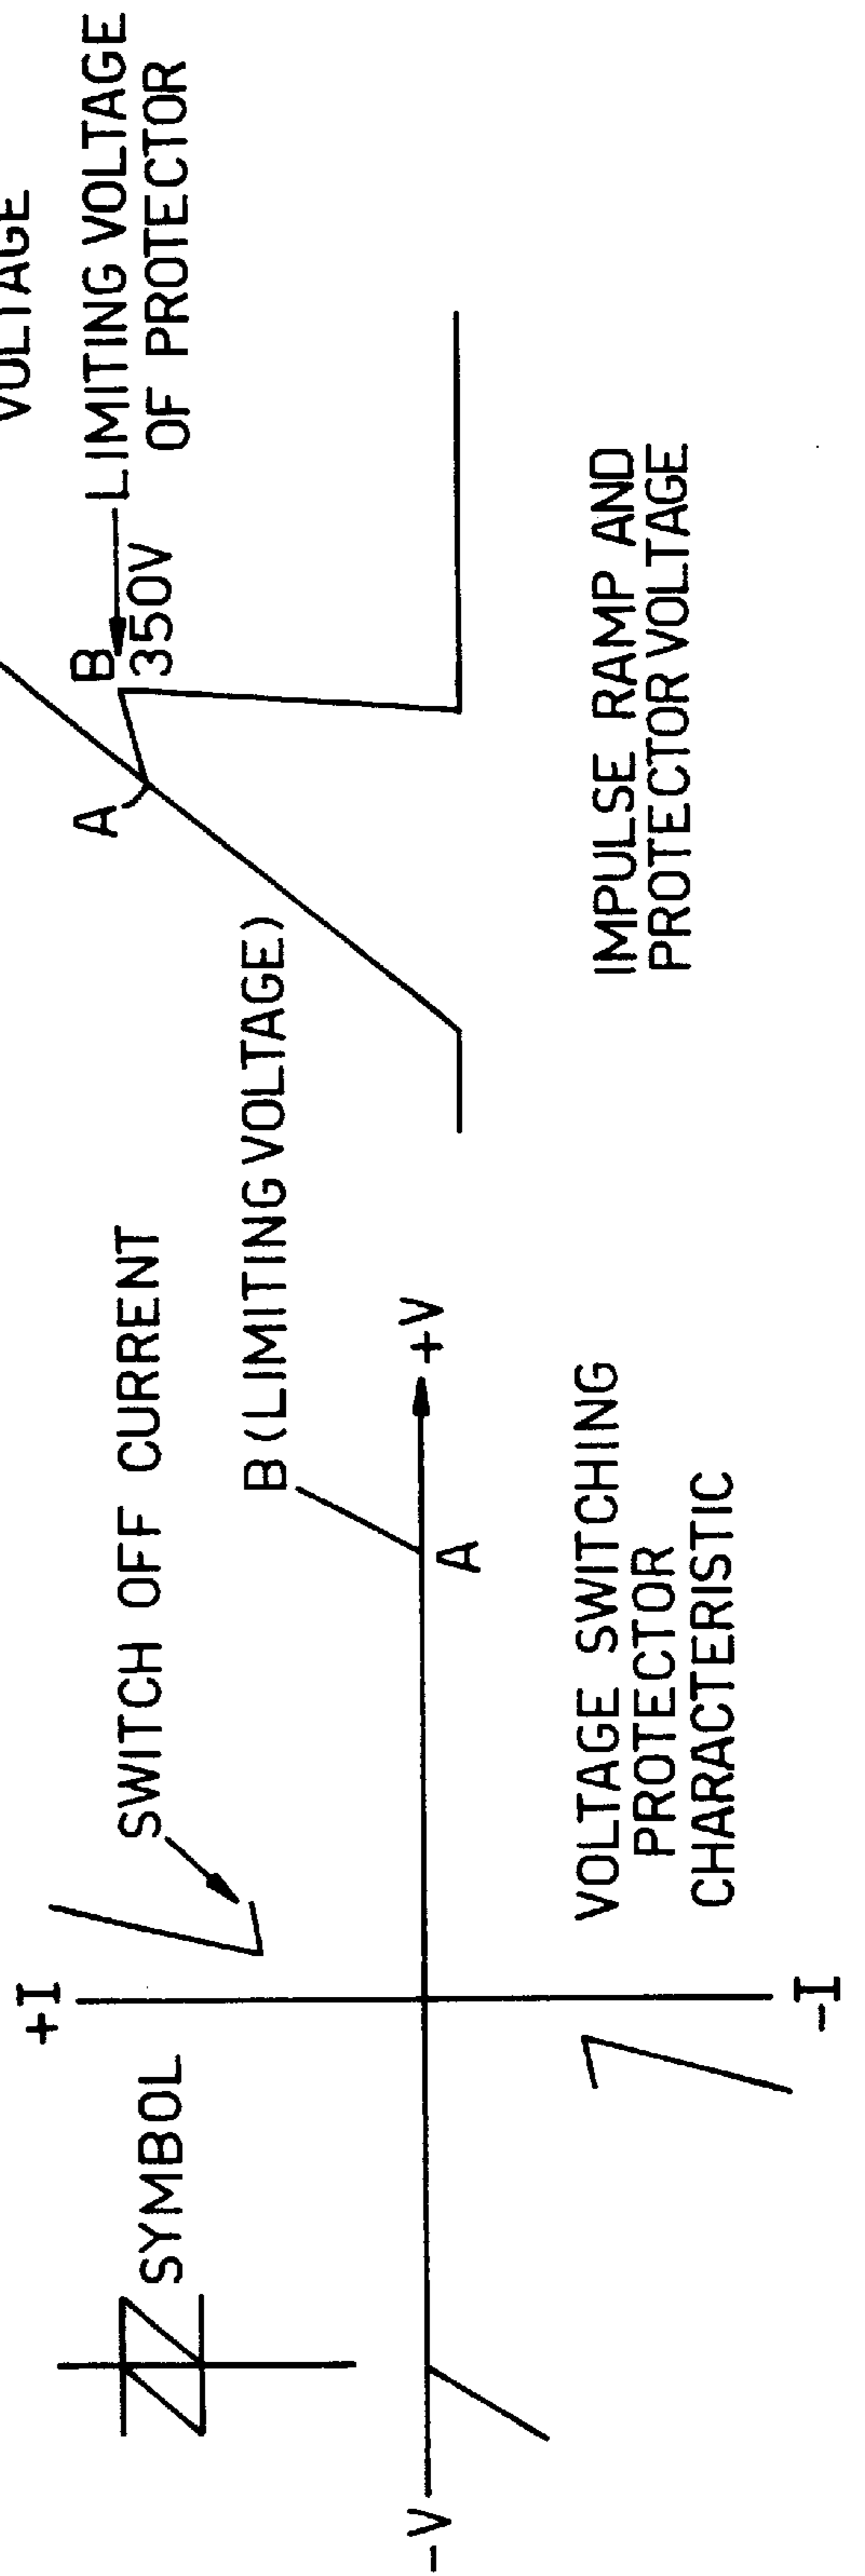 SYMBOL
+I
SWITCH OFF CURRENT
B (LIMITING VOLTAGE)
-V
+V
A
-I
VOLTAGE SWITCHING
PROTECTOR
CHARACTERISTIC
VOLTAGE
LIMITING VOLTAGE
OF PROTECTOR
A
B
350V
IMPULSE RAMP AND
PROTECTOR VOLTAGE